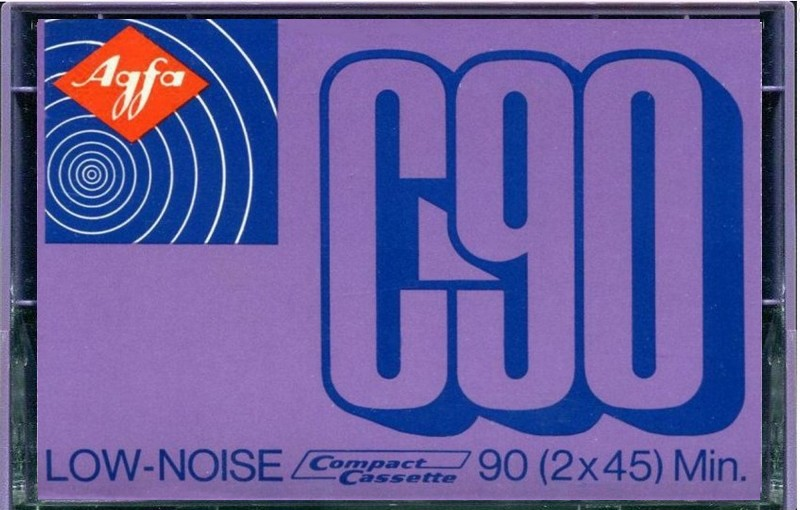 Agfa
C90
LOW-NOISE Compact Cassette 90 (2x45) Min.